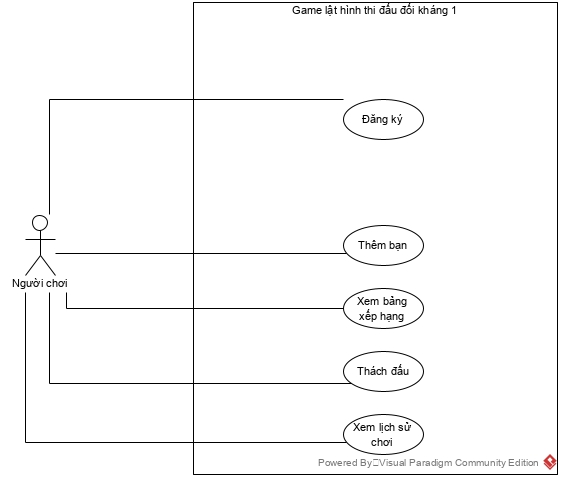 Game lật hình thi đấu đối kháng 1
Đăng ký
Thêm bạn
Người chơi
Xem bảng
xếp hạng
Thách đấu
Xem lịch sử
chơi
Powered By Visual Paradigm Community Edition